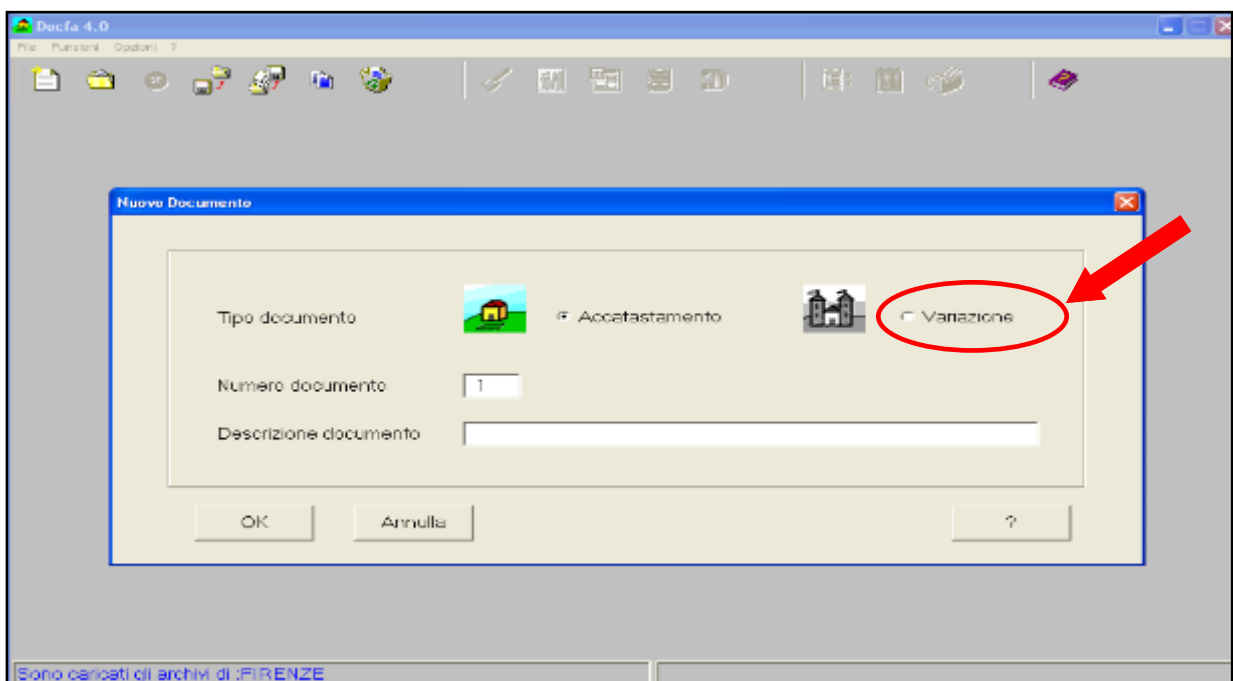 Docfa 4.0
File Funzioni Opzioni ?
Nuovo Documento
Tipo documento Accatastamento Variazione
Numero documento 1
Descrizione documento
OK Annulla ?
Sono caricati gli archivi di :FIRENZE